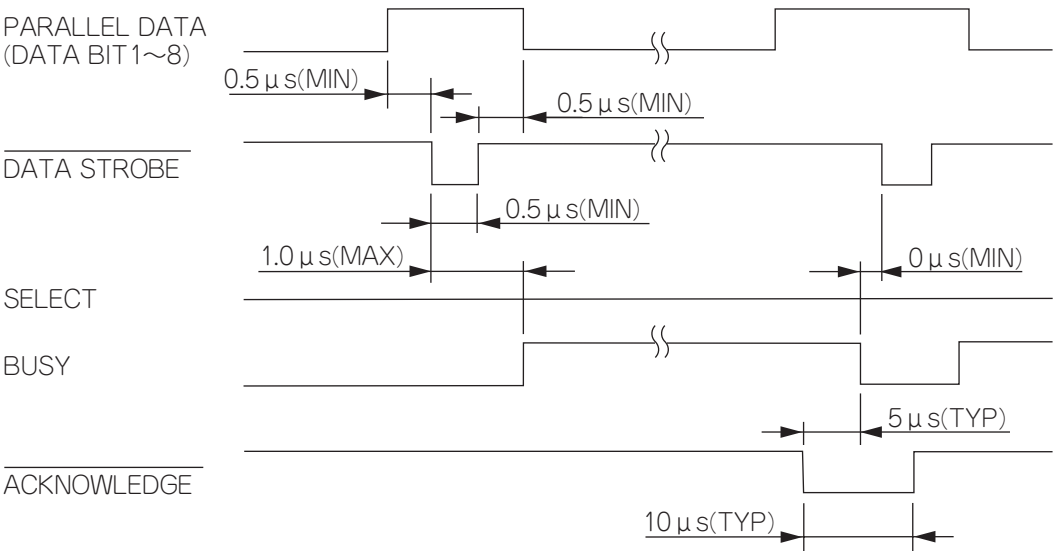 PARALLEL DATA
(DATA BIT1～8)
0.5μs(MIN)
0.5μs(MIN)
DATA STROBE
0.5μs(MIN)
1.0μs(MAX)
0μs(MIN)
SELECT
BUSY
5μs(TYP)
ACKNOWLEDGE
10μs(TYP)